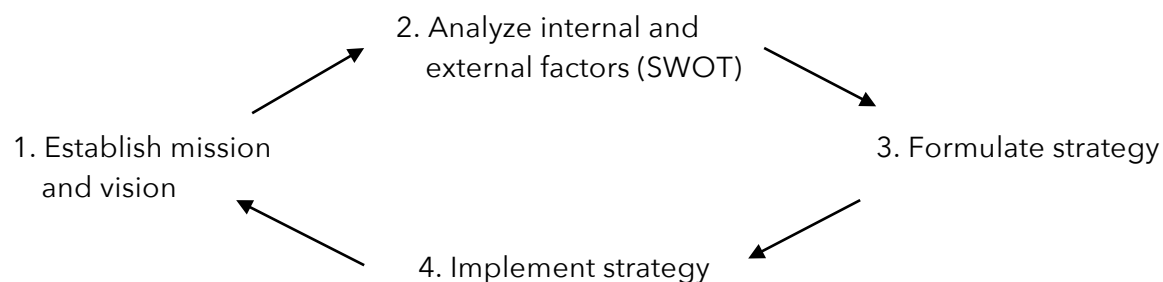 1. Establish mission
and vision
2. Analyze internal and
external factors (SWOT)
3. Formulate strategy
4. Implement strategy